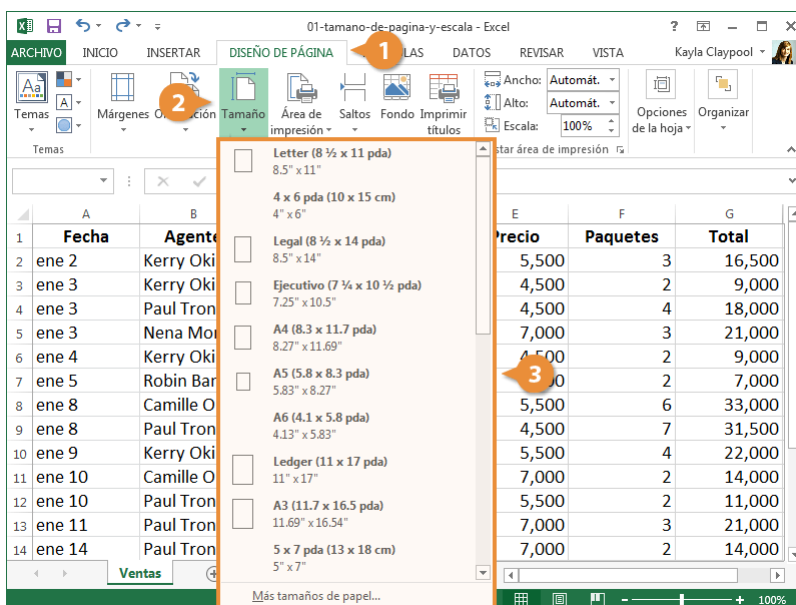 01-tamano-de-pagina-y-escala - Excel
ARCHIVO INICIO INSERTAR DISEÑO DE PÁGINA 1 LAS DATOS REVISAR VISTA Kayla Claypool
Ancho: Automát.
Alto: Automát.
Escala: 100%
Temas Márgenes 2 Tamaño Área de impresión Saltos Fondo Imprimir títulos Opciones de la hoja Organizar
Temas star área de impresión
Letter (8 ½ x 11 pda)
8.5" x 11"
4 x 6 pda (10 x 15 cm)
4" x 6"
Legal (8 ½ x 14 pda)
8.5" x 14"
Ejecutivo (7 ¼ x 10 ½ pda)
7.25" x 10.5"
A4 (8.3 x 11.7 pda)
8.27" x 11.69"
A5 (5.8 x 8.3 pda)
5.83" x 8.27"
A6 (4.1 x 5.8 pda)
4.13" x 5.83"
Ledger (11 x 17 pda)
11" x 17"
A3 (11.7 x 16.5 pda)
11.69" x 16.54"
5 x 7 pda (13 x 18 cm)
5" x 7"
Más tamaños de papel...
3
A B E F G
1 Fecha Agente Precio Paquetes Total
2 ene 2 Kerry Oki 5,500 3 16,500
3 ene 3 Kerry Oki 4,500 2 9,000
4 ene 3 Paul Tron 4,500 4 18,000
5 ene 3 Nena Mor 7,000 3 21,000
6 ene 4 Kerry Oki 4,500 2 9,000
7 ene 5 Robin Bar 2 7,000
8 ene 8 Camille O 5,500 6 33,000
9 ene 8 Paul Tron 4,500 7 31,500
10 ene 9 Kerry Oki 5,500 4 22,000
11 ene 10 Camille O 7,000 2 14,000
12 ene 10 Paul Tron 5,500 2 11,000
13 ene 11 Paul Tron 7,000 3 21,000
14 ene 14 Paul Tron 7,000 2 14,000
Ventas
100%